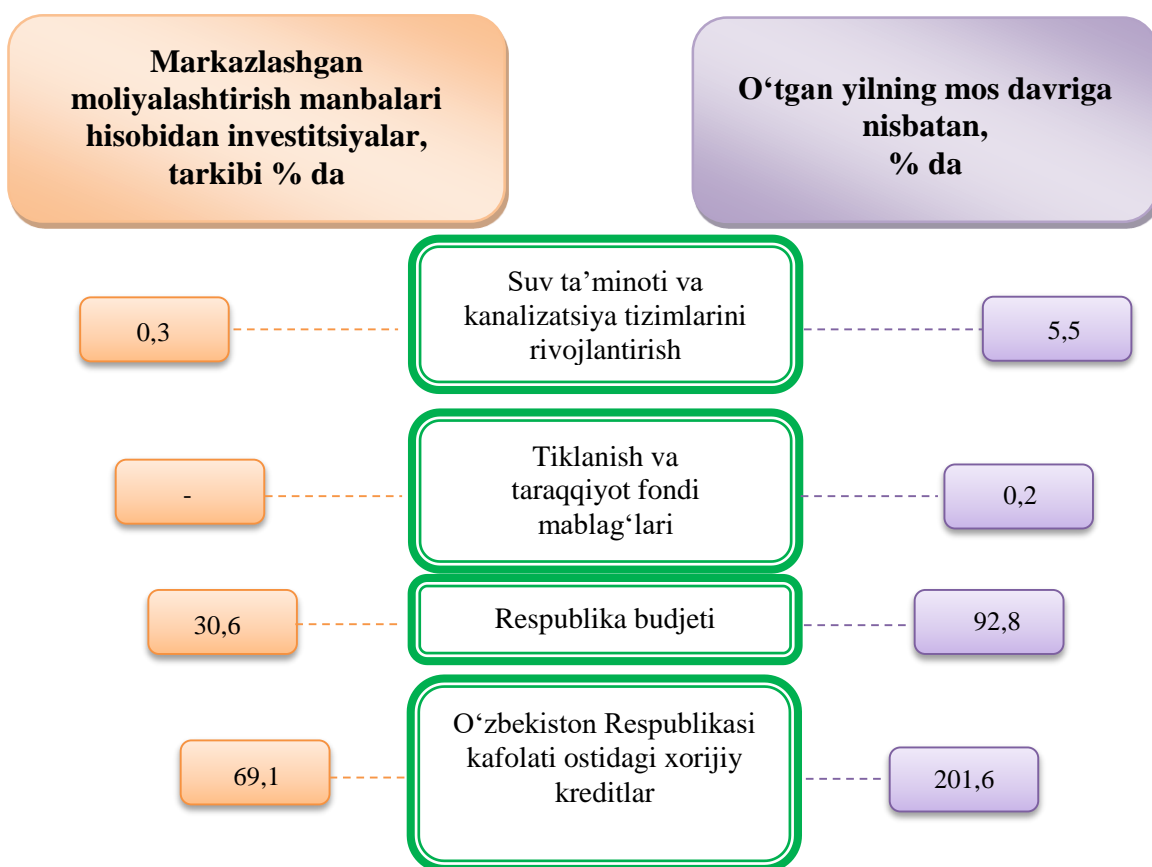 Markazlashgan
moliyalashtirish manbalari
hisobidan investitsiyalar,
tarkibi % da
O‘tgan yilning mos davriga
nisbatan,
% da
0,3
Suv ta’minoti va
kanalizatsiya tizimlarini
rivojlantirish
5,5
-
Tiklanish va
taraqqiyot fondi
mablag‘lari
0,2
30,6
Respublika budjeti
92,8
69,1
O‘zbekiston Respublikasi
kafolati ostidagi xorijiy
kreditlar
201,6